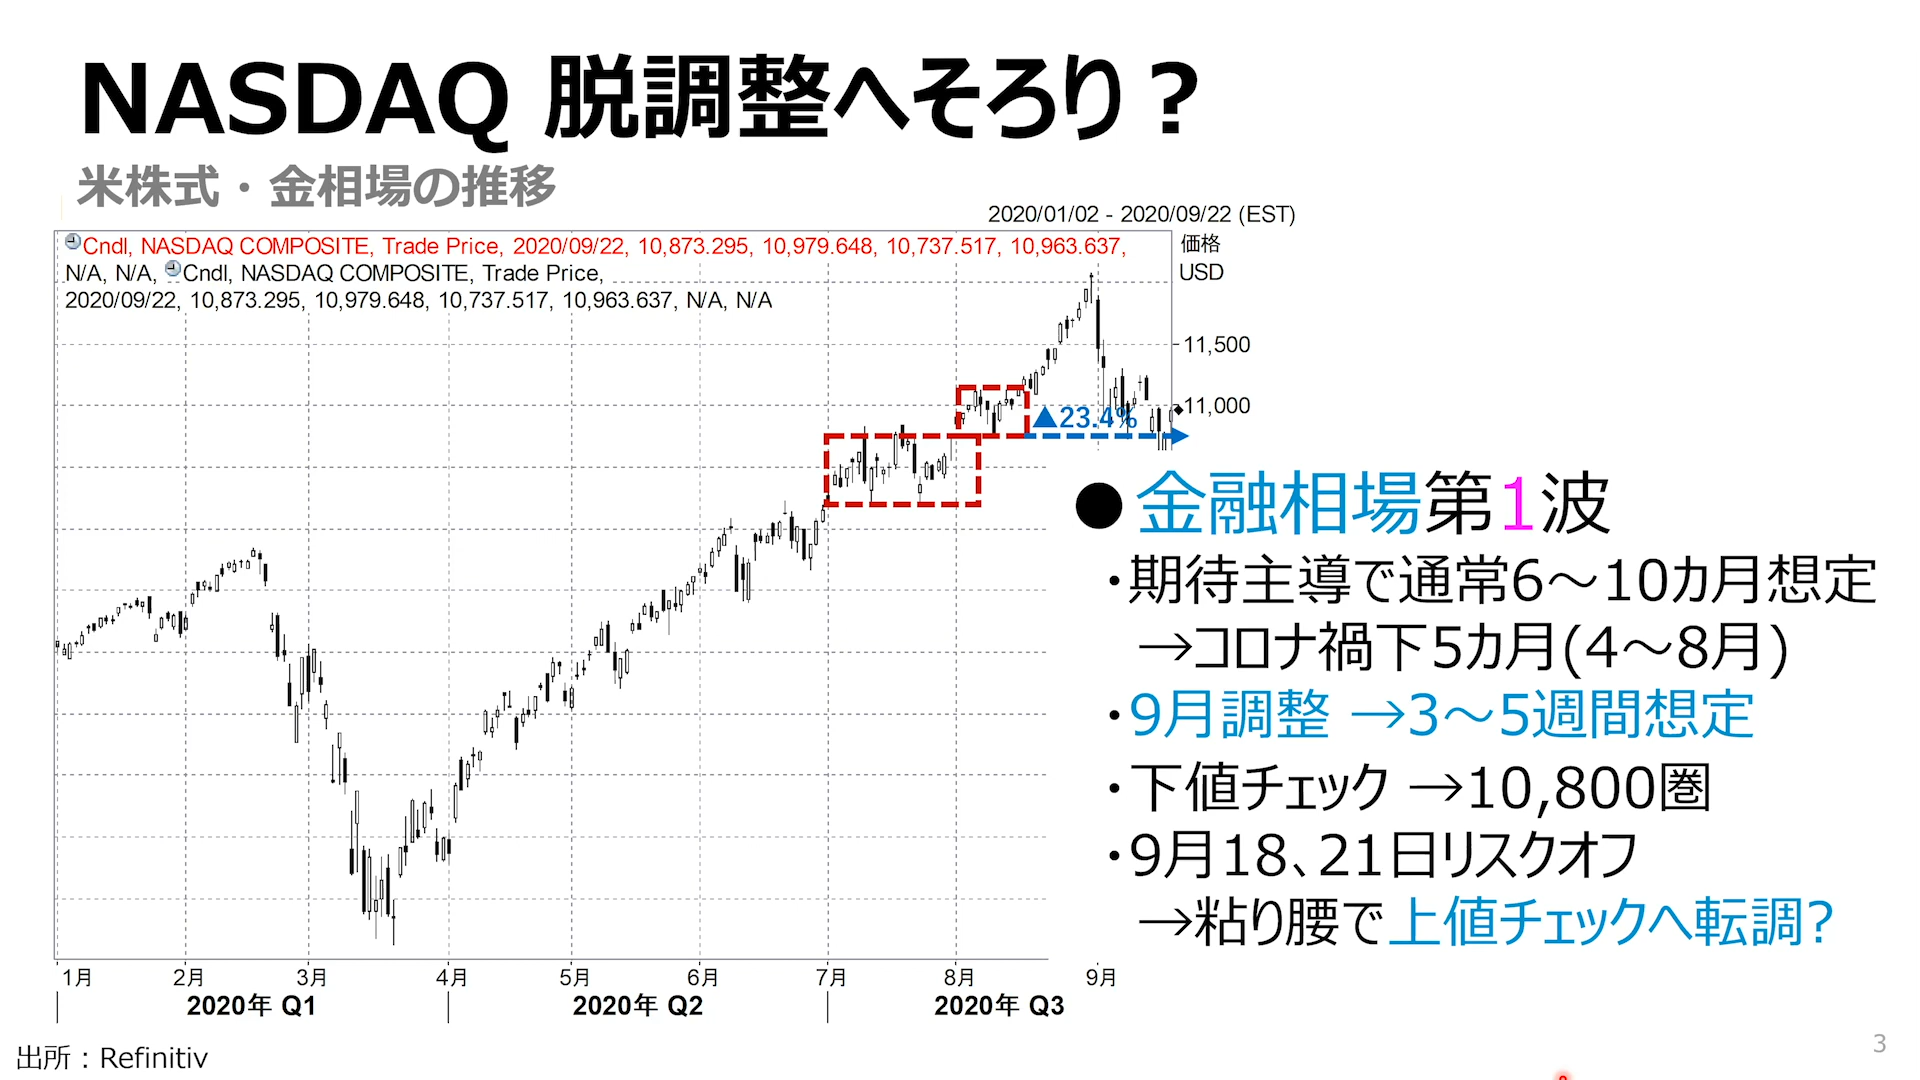 NASDAQ 脱調整へそろり？
米株式・金相場の推移
2020/01/02 - 2020/09/22 (EST)
Cndl, NASDAQ COMPOSITE, Trade Price, 2020/09/22, 10,873.295, 10,979.648, 10,737.517, 10,963.637,
N/A, N/A, Cndl, NASDAQ COMPOSITE, Trade Price,
2020/09/22, 10,873.295, 10,979.648, 10,737.517, 10,963.637, N/A, N/A
価格
USD
11,500
11,000
▲23.4%
●金融相場第1波
・期待主導で通常6～10カ月想定
→コロナ禍下5カ月(4～8月)
・9月調整 →3～5週間想定
・下値チェック →10,800圏
・9月18、21日リスクオフ
→粘り腰で上値チェックへ転調?
1月 2月 3月 4月 5月 6月 7月 8月 9月
2020年 Q1 2020年 Q2 2020年 Q3
出所：Refinitiv
3